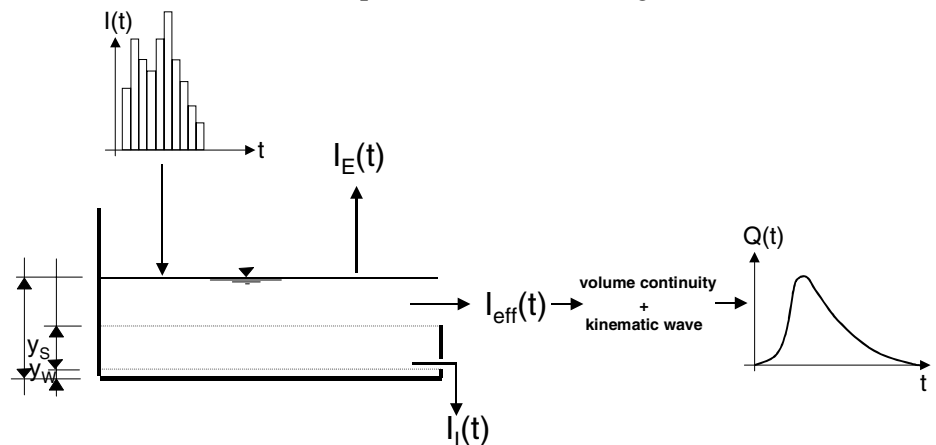 I(t)
t
I_E(t)
Q(t)
I_eff(t)
volume continuity
+
kinematic wave
y_S
y_W
I_I(t)
t